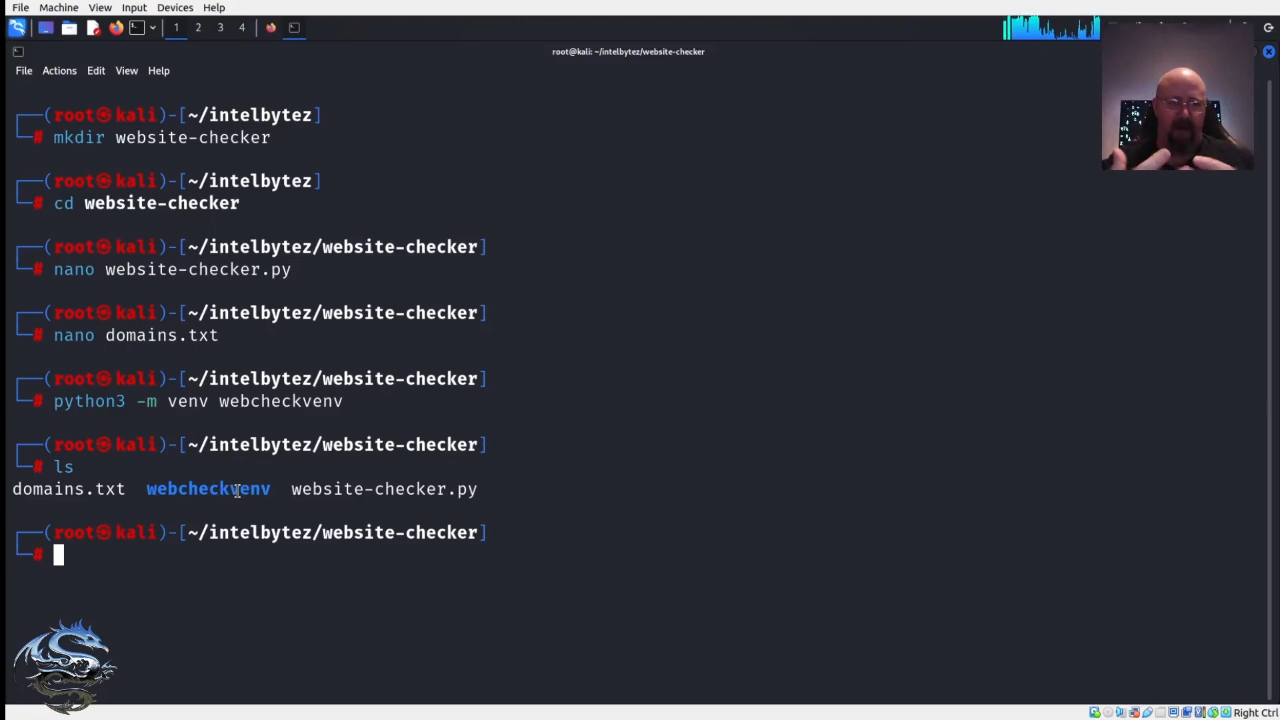 File Machine View Input Devices Help
1 2 3 4
root@kali: ~/intelbytez/website-checker
File Actions Edit View Help
┌──(root㉿kali)-[~/intelbytez]
└─# mkdir website-checker
┌──(root㉿kali)-[~/intelbytez]
└─# cd website-checker
┌──(root㉿kali)-[~/intelbytez/website-checker]
└─# nano website-checker.py
┌──(root㉿kali)-[~/intelbytez/website-checker]
└─# nano domains.txt
┌──(root㉿kali)-[~/intelbytez/website-checker]
└─# python3 -m venv webcheckvenv
┌──(root㉿kali)-[~/intelbytez/website-checker]
└─# ls
domains.txt webcheckvenv website-checker.py
┌──(root㉿kali)-[~/intelbytez/website-checker]
└─#
Right Ctrl